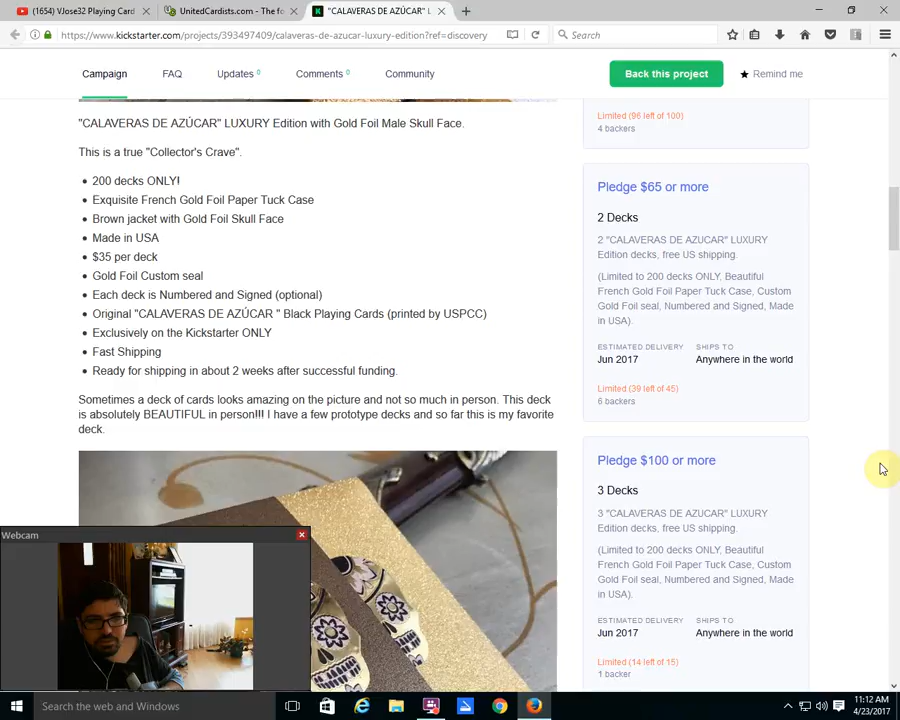 (1654) VJose32 Playing Card
UnitedCardists.com - The fo
"CALAVERAS DE AZÚCAR" L
https://www.kickstarter.com/projects/393497409/calaveras-de-azucar-luxury-edition?ref=discovery
Search
Campaign
FAQ
Updates 0
Comments 0
Community
Back this project
Remind me
"CALAVERAS DE AZÚCAR" LUXURY Edition with Gold Foil Male Skull Face.
This is a true "Collector's Crave".
200 decks ONLY!
Exquisite French Gold Foil Paper Tuck Case
Brown jacket with Gold Foil Skull Face
Made in USA
$35 per deck
Gold Foil Custom seal
Each deck is Numbered and Signed (optional)
Original "CALAVERAS DE AZÚCAR " Black Playing Cards (printed by USPCC)
Exclusively on the Kickstarter ONLY
Fast Shipping
Ready for shipping in about 2 weeks after successful funding.
Sometimes a deck of cards looks amazing on the picture and not so much in person. This deck
is absolutely BEAUTIFUL in person!!! I have a few prototype decks and so far this is my favorite
deck.
Limited (96 left of 100)
4 backers
Pledge $65 or more
2 Decks
2 "CALAVERAS DE AZUCAR" LUXURY
Edition decks, free US shipping.
(Limited to 200 decks ONLY, Beautiful
French Gold Foil Paper Tuck Case, Custom
Gold Foil seal, Numbered and Signed, Made
in USA).
ESTIMATED DELIVERY
Jun 2017
SHIPS TO
Anywhere in the world
Limited (39 left of 45)
6 backers
Pledge $100 or more
3 Decks
3 "CALAVERAS DE AZUCAR" LUXURY
Edition decks, free US shipping.
(Limited to 200 decks ONLY, Beautiful
French Gold Foil Paper Tuck Case, Custom
Gold Foil seal, Numbered and Signed, Made
in USA).
ESTIMATED DELIVERY
Jun 2017
SHIPS TO
Anywhere in the world
Limited (14 left of 15)
1 backer
Webcam
Search the web and Windows
11:12 AM
4/23/2017